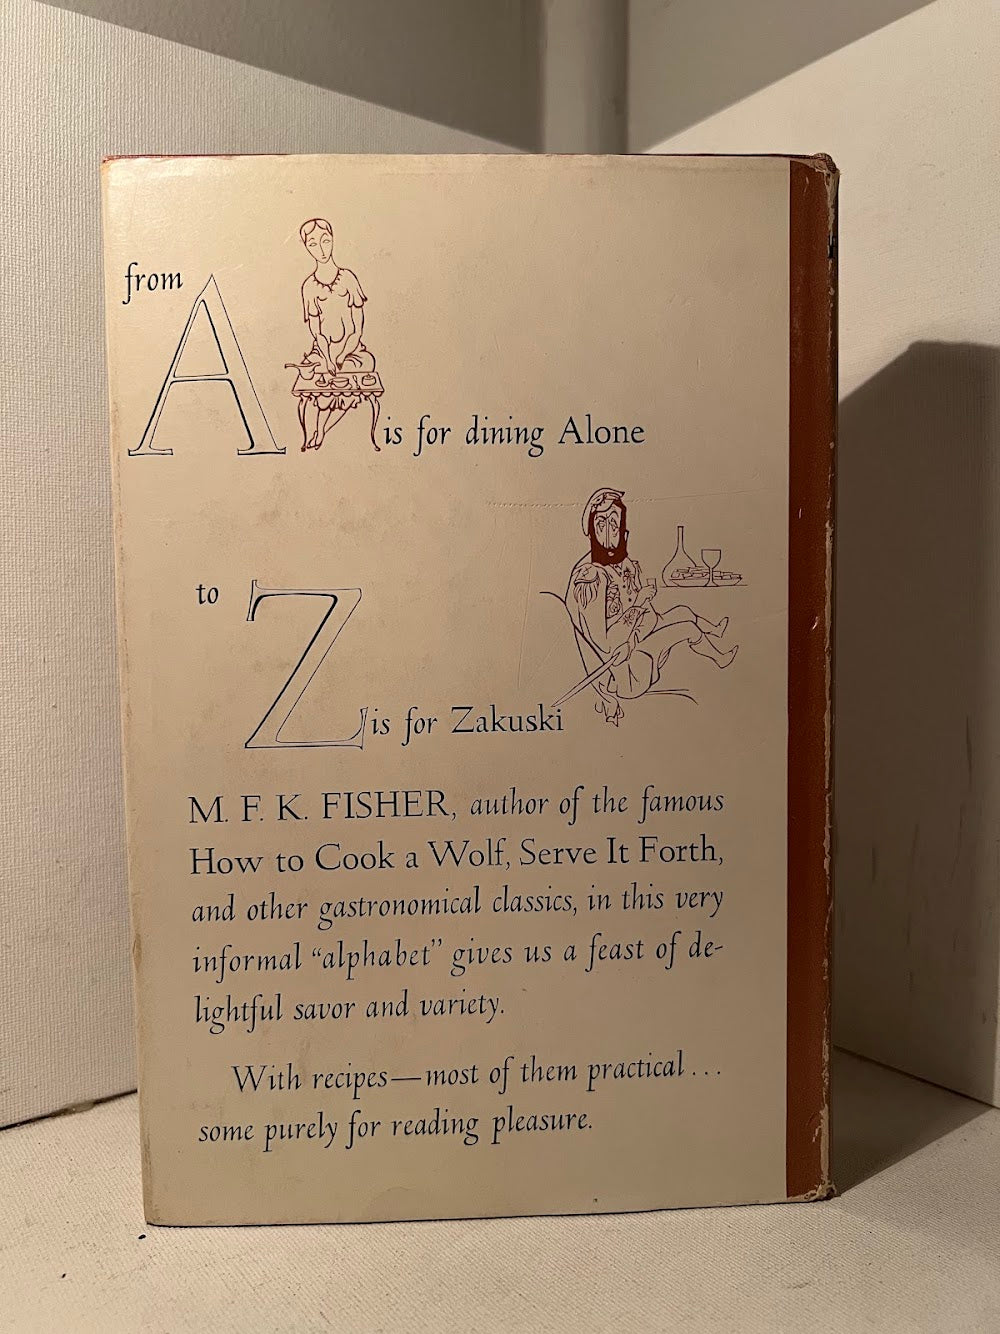 from
A is for dining Alone
to
Z is for Zakuski
M. F. K. FISHER, author of the famous
How to Cook a Wolf, Serve It Forth,
and other gastronomical classics, in this very
informal “alphabet” gives us a feast of de-
lightful savor and variety.
With recipes—most of them practical...
some purely for reading pleasure.